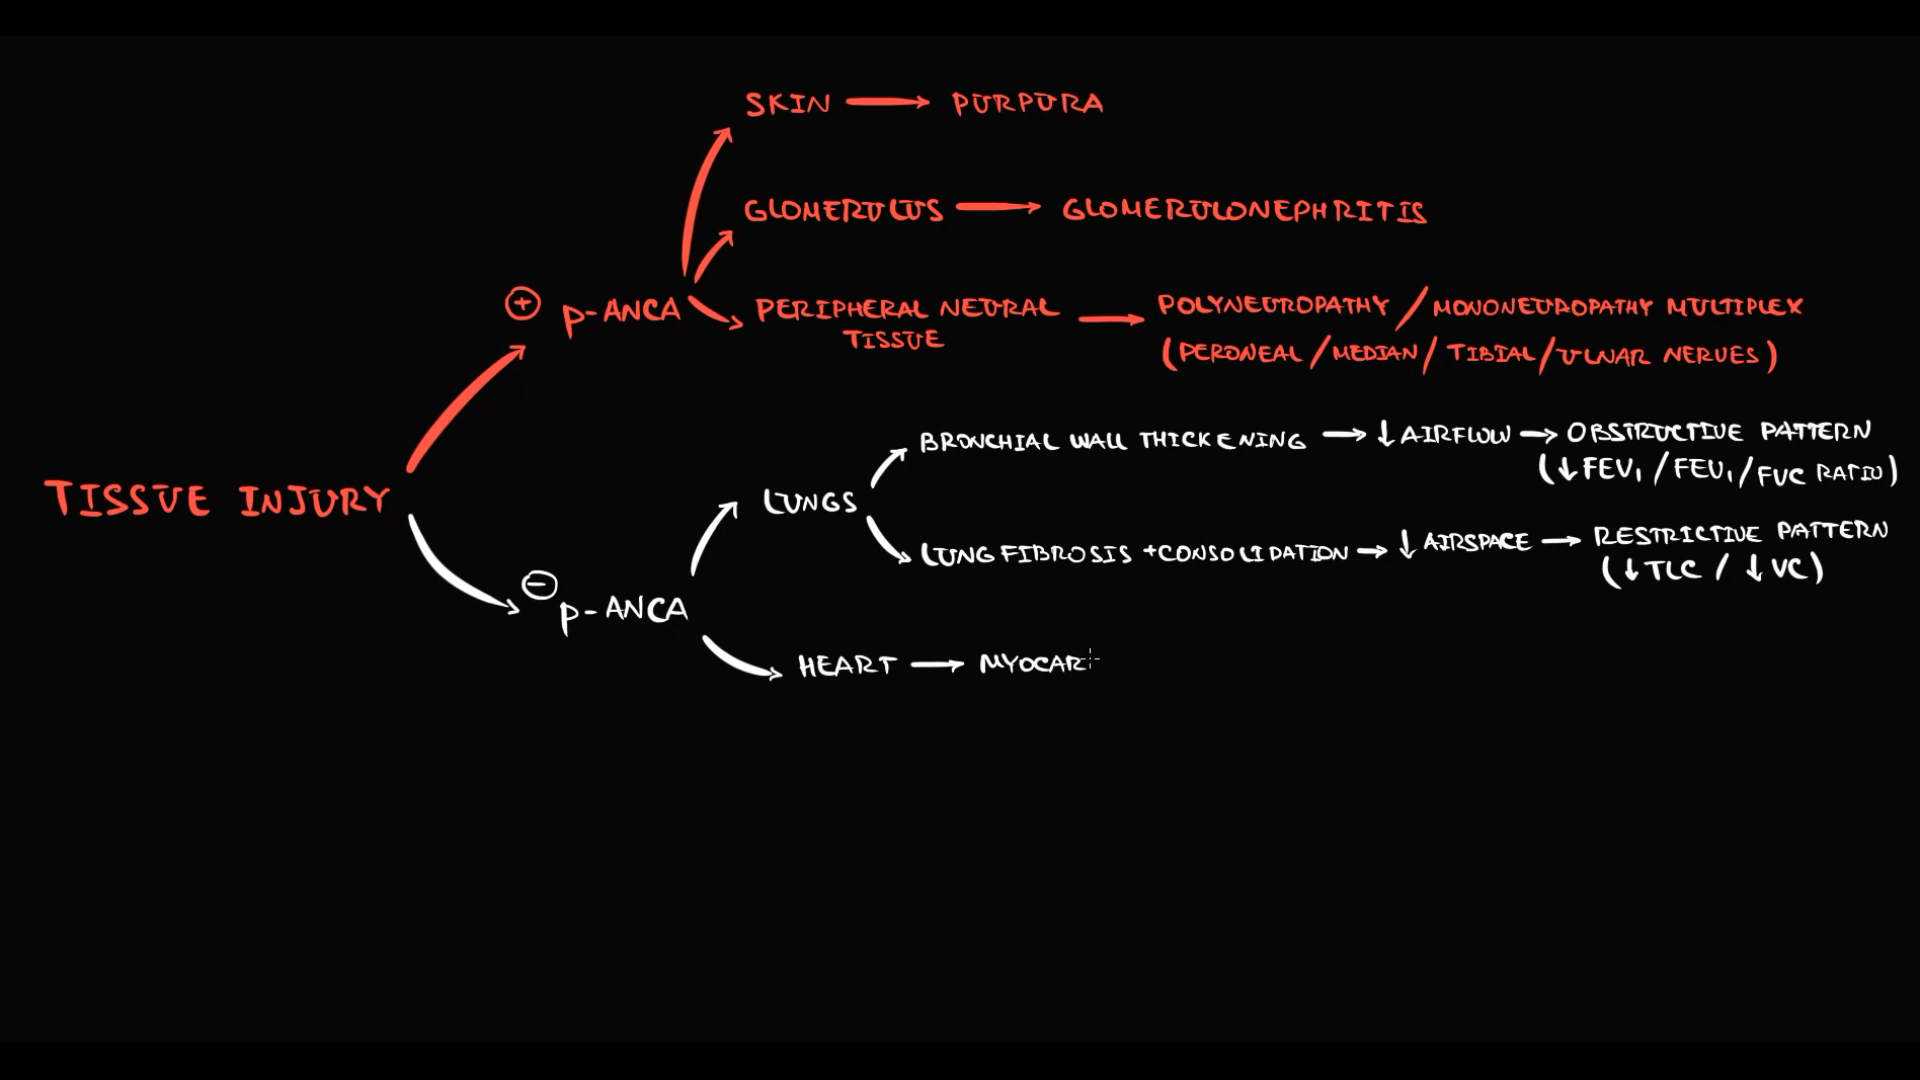 SKIN → PURPURA
GLOMERULUS → GLOMERULONEPHRITIS
⊕ p-ANCA
PERIPHERAL NEURAL TISSUE → POLYNEUROPATHY / MONONEUROPATHY MULTIPLEX
(PERONEAL / MEDIAN / TIBIAL / ULNAR NERVES)
TISSUE INJURY
BRONCHIAL WALL THICKENING → ↓ AIRFLOW → OBSTRUCTIVE PATTERN
(↓ FEV₁ / FEV₁ / FVC RATIO)
LUNGS
LUNG FIBROSIS + CONSOLIDATION → ↓ AIRSPACE → RESTRICTIVE PATTERN
(↓ TLC / ↓ VC)
⊖ p-ANCA
HEART → MYOCAR